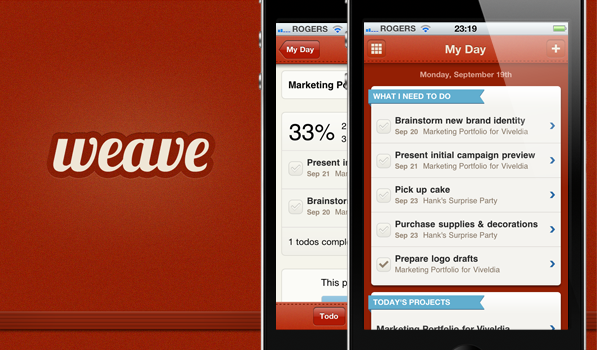 weave
ROGERS
My Day
Marketing
33%
2
3
Present
Sep 21
Brainstor
Sep 20 Mar
1 todos comple
This p
Todo
ROGERS 23:19
My Day
+
Monday, September 19th
WHAT I NEED TO DO
Brainstorm new brand identity
Sep 20 Marketing Portfolio for Viveldia
Present initial campaign preview
Sep 21 Marketing Portfolio for Viveldia
Pick up cake
Sep 23 Hank's Surprise Party
Purchase supplies & decorations
Sep 23 Hank's Surprise Party
Prepare logo drafts
Marketing Portfolio for Viveldia
TODAY'S PROJECTS
Marketing Portfolio for Viveldia